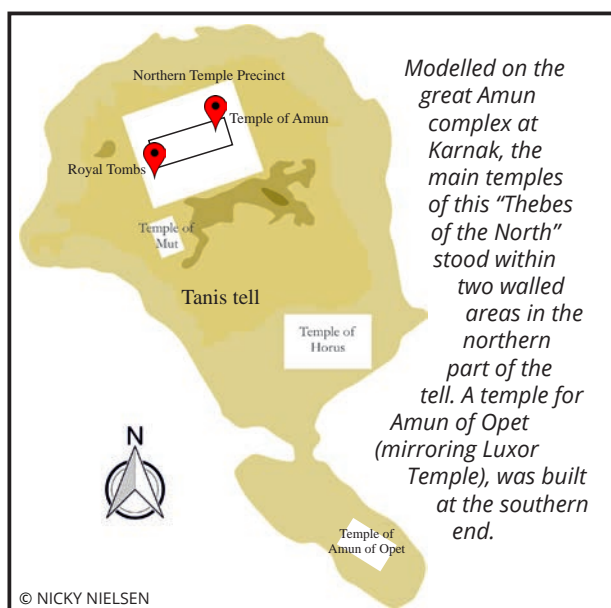 Northern Temple Precinct
Temple of Amun
Royal Tombs
Temple of
Mut
Tanis tell
Temple of
Horus
N
Temple of
Amun of Opet
© NICKY NIELSEN
Modelled on the
great Amun
complex at
Karnak, the
main temples
of this “Thebes
of the North”
stood within
two walled
areas in the
northern
part of the
tell. A temple for
Amun of Opet
(mirroring Luxor
Temple), was built
at the southern
end.